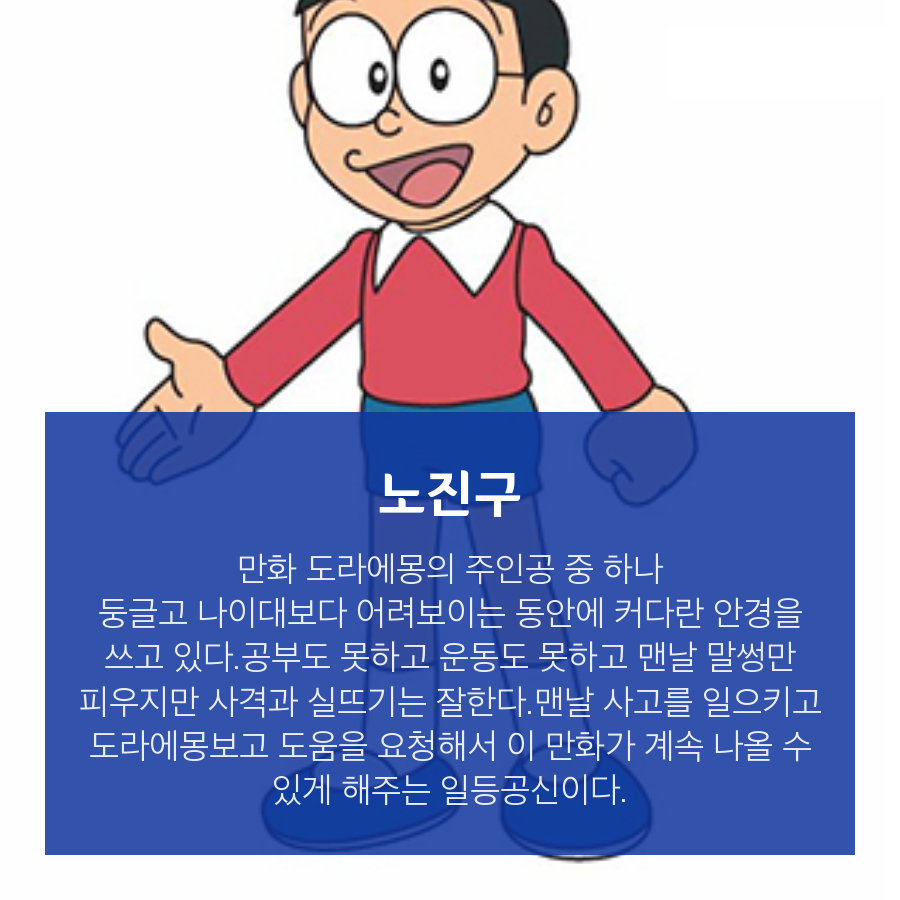 노진구
만화 도라에몽의 주인공 중 하나
둥글고 나이대보다 어려보이는 동안에 커다란 안경을
쓰고 있다.공부도 못하고 운동도 못하고 맨날 말썽만
피우지만 사격과 실뜨기는 잘한다.맨날 사고를 일으키고
도라에몽보고 도움을 요청해서 이 만화가 계속 나올 수
있게 해주는 일등공신이다.